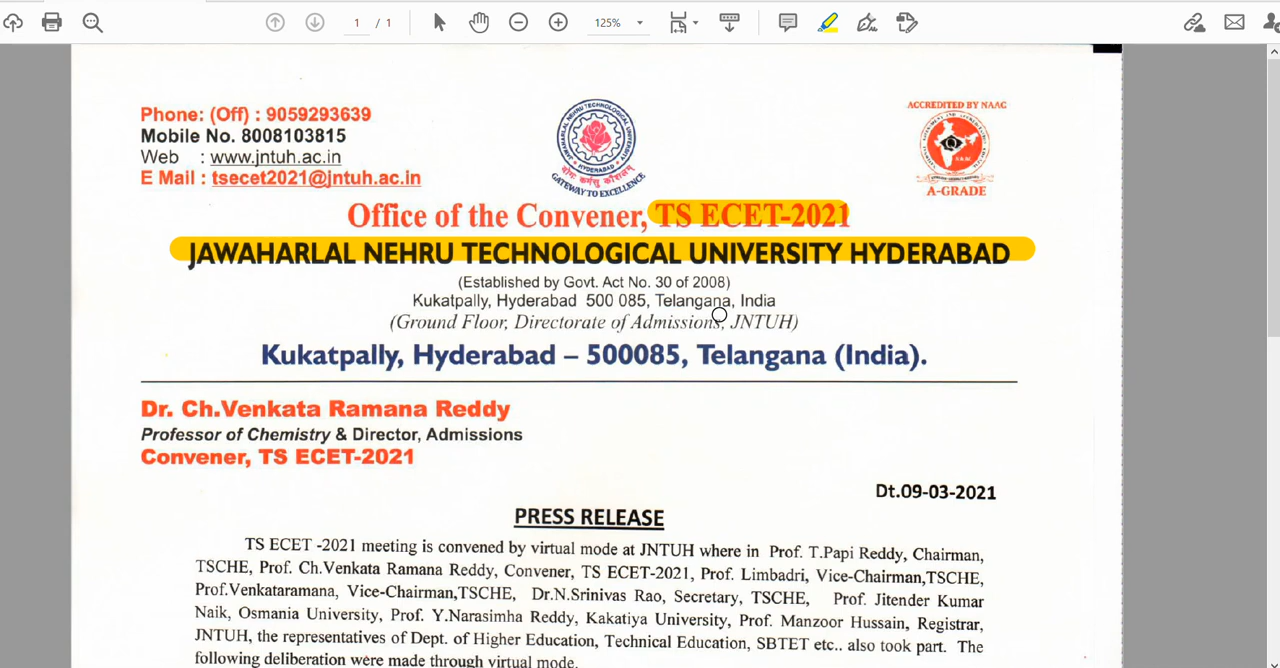 1 / 1
125%
Phone: (Off) : 9059293639
Mobile No. 8008103815
Web : www.jntuh.ac.in
E Mail : tsecet2021@jntuh.ac.in
JAWAHARLAL NEHRU TECHNOLOGICAL UNIVERSITY HYDERABAD
योगः कर्मसु कौशलम्
GATEWAY TO EXCELLENCE
ACCREDITED BY NAAC
A-GRADE
Office of the Convener, TS ECET-2021
JAWAHARLAL NEHRU TECHNOLOGICAL UNIVERSITY HYDERABAD
(Established by Govt. Act No. 30 of 2008)
Kukatpally, Hyderabad 500 085, Telangana, India
(Ground Floor, Directorate of Admissions, JNTUH)
Kukatpally, Hyderabad – 500085, Telangana (India).
Dr. Ch.Venkata Ramana Reddy
Professor of Chemistry & Director, Admissions
Convener, TS ECET-2021
Dt.09-03-2021
PRESS RELEASE
TS ECET -2021 meeting is convened by virtual mode at JNTUH where in Prof. T.Papi Reddy, Chairman,
TSCHE, Prof. Ch.Venkata Ramana Reddy, Convener, TS ECET-2021, Prof. Limbadri, Vice-Chairman,TSCHE,
Prof.Venkataramana, Vice-Chairman,TSCHE, Dr.N.Srinivas Rao, Secretary, TSCHE, Prof. Jitender Kumar
Naik, Osmania University, Prof. Y.Narasimha Reddy, Kakatiya University, Prof. Manzoor Hussain, Registrar,
JNTUH, the representatives of Dept. of Higher Education, Technical Education, SBTET etc.. also took part. The
following deliberation were made through virtual mode.